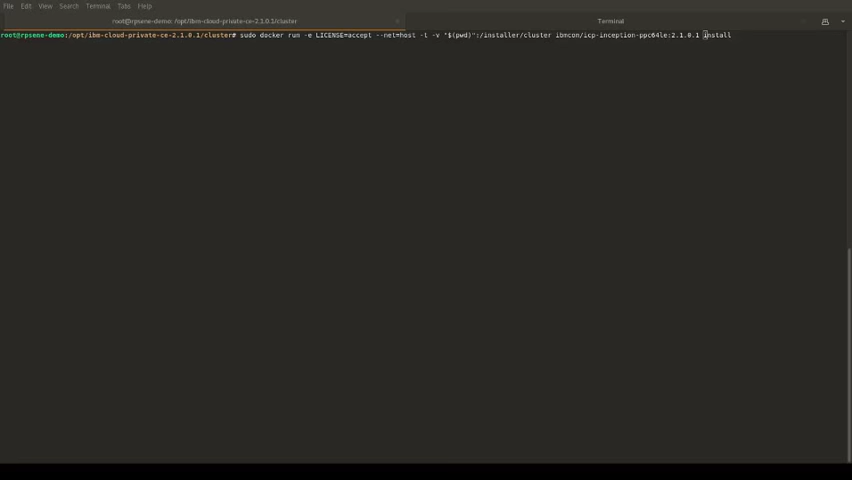 File Edit View Search Terminal Tabs Help
root@rpsene-demo: /opt/ibm-cloud-private-ce-2.1.0.1/cluster
Terminal
root@rpsene-demo:/opt/ibm-cloud-private-ce-2.1.0.1/cluster# sudo docker run -e LICENSE=accept --net=host -t -v "$(pwd)":/installer/cluster ibmcom/icp-inception-ppc64le:2.1.0.1 install